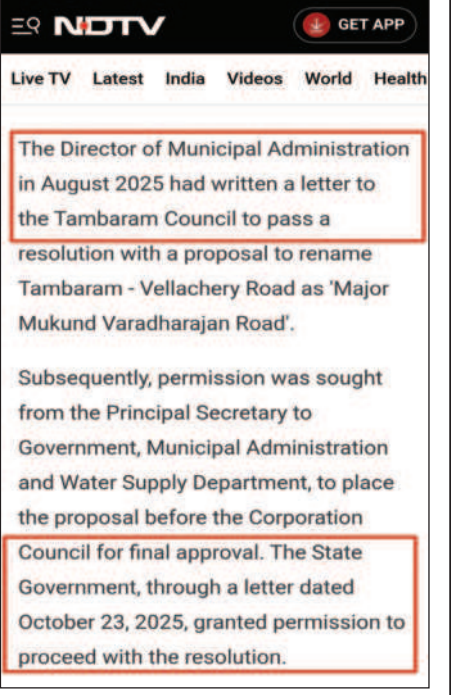 NDTV
GET APP
Live TV Latest India Videos World Health
The Director of Municipal Administration
in August 2025 had written a letter to
the Tambaram Council to pass a
resolution with a proposal to rename
Tambaram - Vellachery Road as 'Major
Mukund Varadharajan Road'.
Subsequently, permission was sought
from the Principal Secretary to
Government, Municipal Administration
and Water Supply Department, to place
the proposal before the Corporation
Council for final approval. The State
Government, through a letter dated
October 23, 2025, granted permission to
proceed with the resolution.